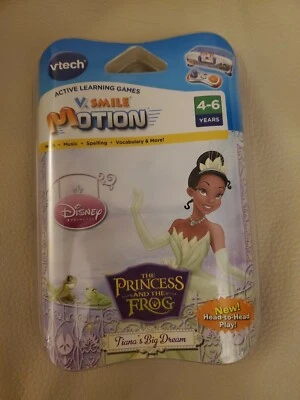 vtech
ACTIVE LEARNING GAMES
V.SMILE
MOTION
4-6
YEARS
• Music • Spelling • Vocabulary & More!
DISNEY
THE
PRINCESS
AND THE
FROG
Tiana's Big Dream
New!
Head-to-Head
Play!